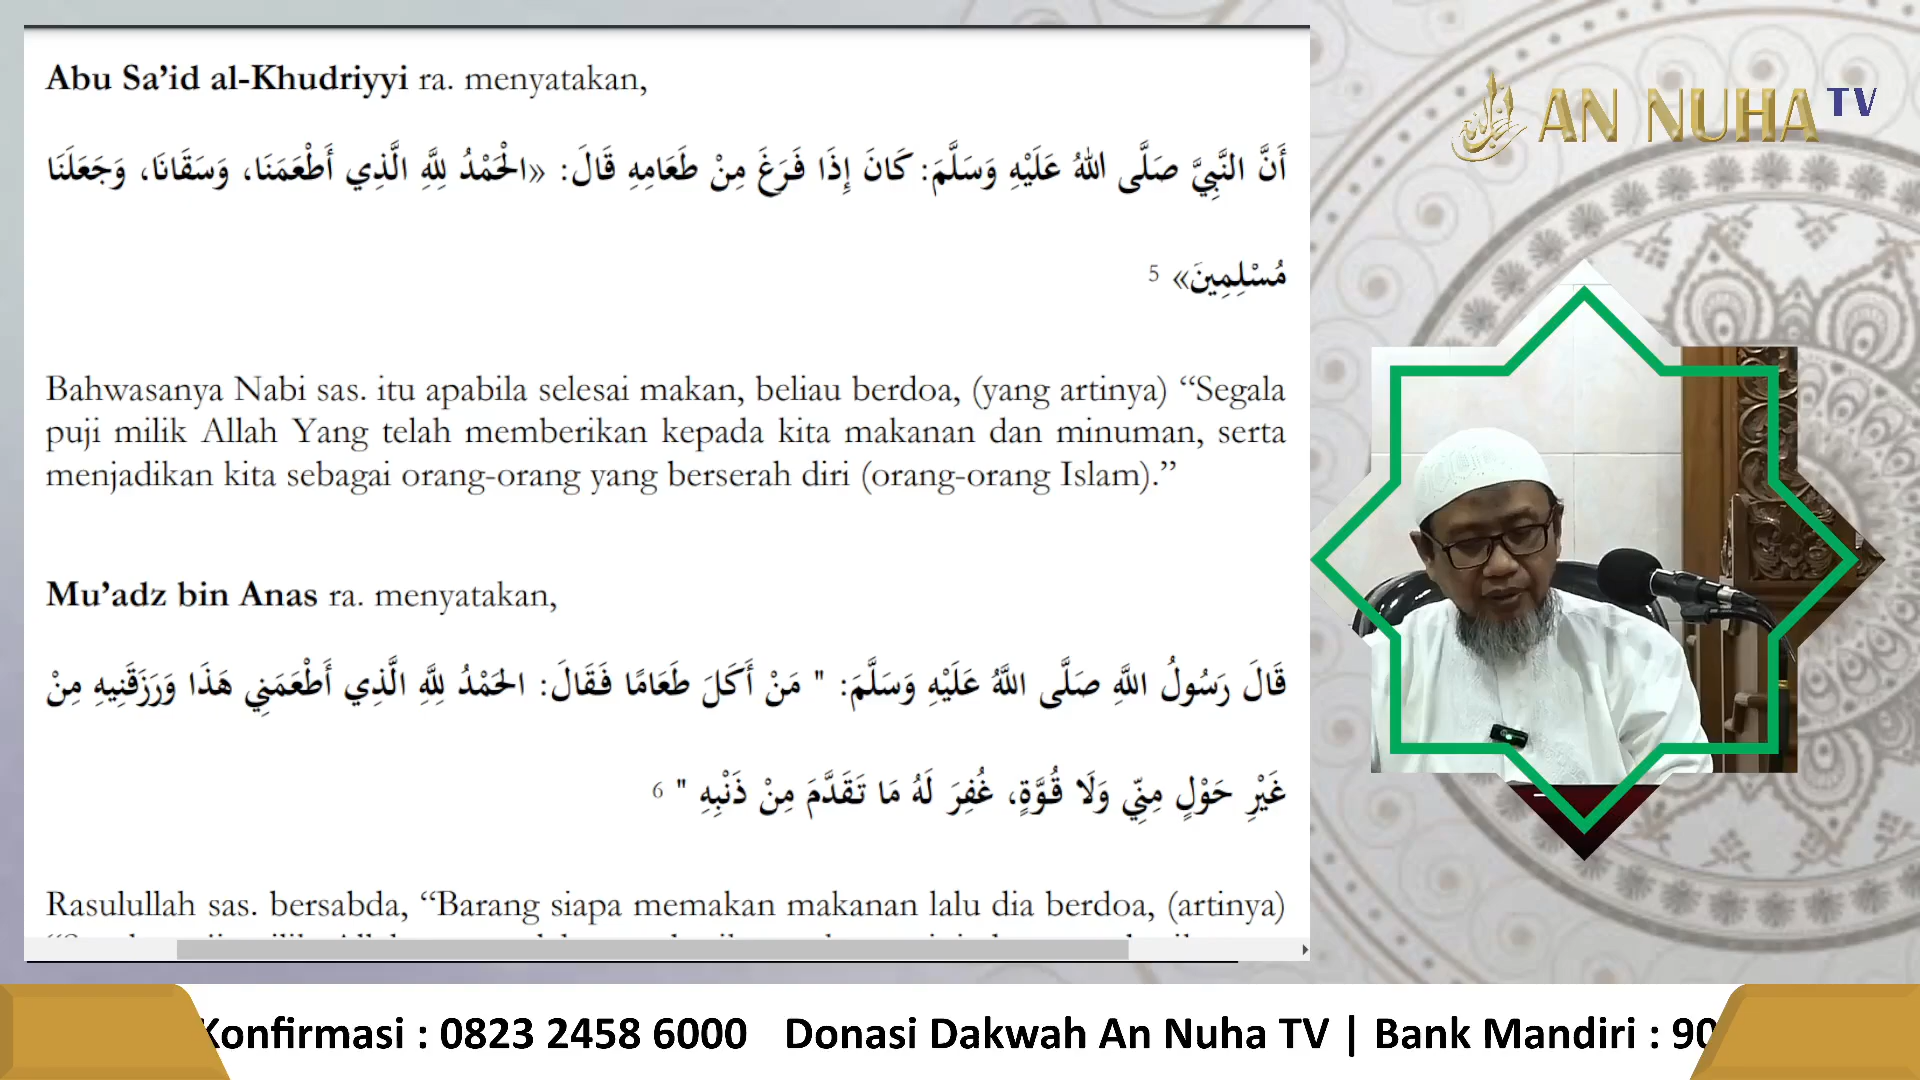 Abu Sa’id al-Khudriyyi ra. menyatakan,
أَنَّ النَّبِيَّ صَلَّى اللهُ عَلَيْهِ وَسَلَّمَ: كَانَ إِذَا فَرَغَ مِنْ طَعَامِهِ قَالَ: «الْحَمْدُ لِلَّهِ الَّذِي أَطْعَمَنَا، وَسَقَانَا، وَجَعَلَنَا
مُسْلِمِينَ» 5
Bahwasanya Nabi sas. itu apabila selesai makan, beliau berdoa, (yang artinya) “Segala
puji milik Allah Yang telah memberikan kepada kita makanan dan minuman, serta
menjadikan kita sebagai orang-orang yang berserah diri (orang-orang Islam).”
Mu’adz bin Anas ra. menyatakan,
قَالَ رَسُولُ اللَّهِ صَلَّى اللَّهُ عَلَيْهِ وَسَلَّمَ: " مَنْ أَكَلَ طَعَامًا فَقَالَ: الحَمْدُ لِلَّهِ الَّذِي أَطْعَمَنِي هَذَا وَرَزَقَنِيهِ مِنْ
غَيْرِ حَوْلٍ مِنِّي وَلَا قُوَّةٍ، غُفِرَ لَهُ مَا تَقَدَّمَ مِنْ ذَنْبِهِ " 6
Rasulullah sas. bersabda, “Barang siapa memakan makanan lalu dia berdoa, (artinya)
AN NUHA TV
Konfirmasi : 0823 2458 6000 Donasi Dakwah An Nuha TV | Bank Mandiri : 90